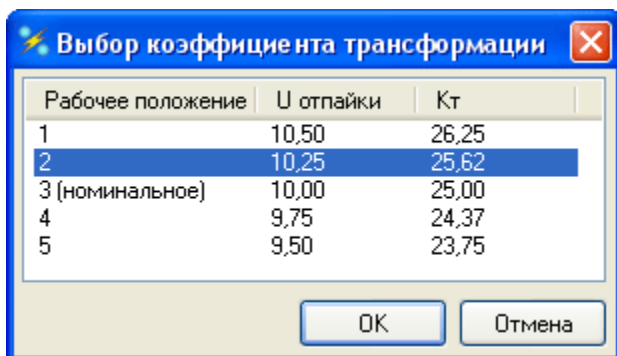 Выбор коэффициента трансформации
Рабочее положение U отпайки Кт
1 10,50 26,25
2 10,25 25,62
3 (номинальное) 10,00 25,00
4 9,75 24,37
5 9,50 23,75
OK Отмена